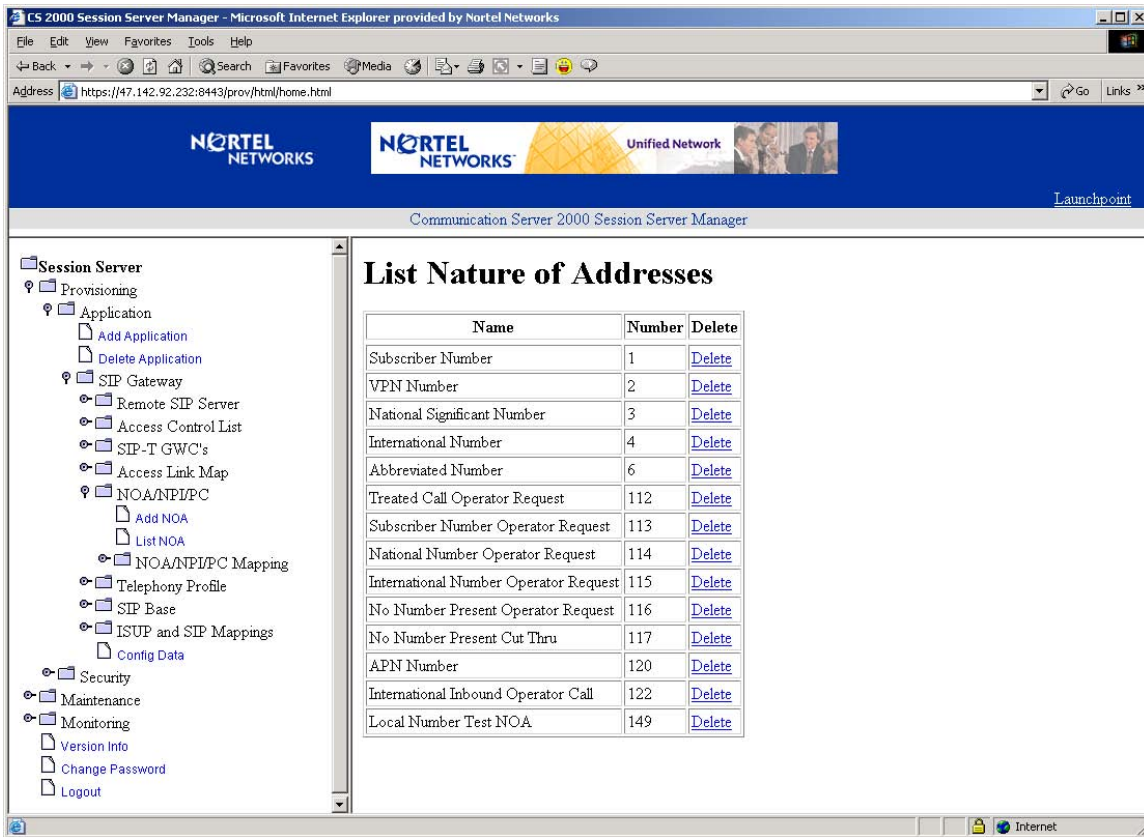 CS 2000 Session Server Manager - Microsoft Internet Explorer provided by Nortel Networks
File Edit View Favorites Tools Help
Back Search Favorites Media
Address https://47.142.92.232:8443/prov/html/home.html Go Links »
NORTEL NETWORKS
NORTEL NETWORKS™ Unified Network
Launchpoint
Communication Server 2000 Session Server Manager
Session Server
Provisioning
Application
Add Application
Delete Application
SIP Gateway
Remote SIP Server
Access Control List
SIP-T GWC's
Access Link Map
NOA/NPI/PC
Add NOA
List NOA
NOA/NPI/PC Mapping
Telephony Profile
SIP Base
ISUP and SIP Mappings
Config Data
Security
Maintenance
Monitoring
Version Info
Change Password
Logout
List Nature of Addresses
Name Number Delete
Subscriber Number 1 Delete
VPN Number 2 Delete
National Significant Number 3 Delete
International Number 4 Delete
Abbreviated Number 6 Delete
Treated Call Operator Request 112 Delete
Subscriber Number Operator Request 113 Delete
National Number Operator Request 114 Delete
International Number Operator Request 115 Delete
No Number Present Operator Request 116 Delete
No Number Present Cut Thru 117 Delete
APN Number 120 Delete
International Inbound Operator Call 122 Delete
Local Number Test NOA 149 Delete
Internet